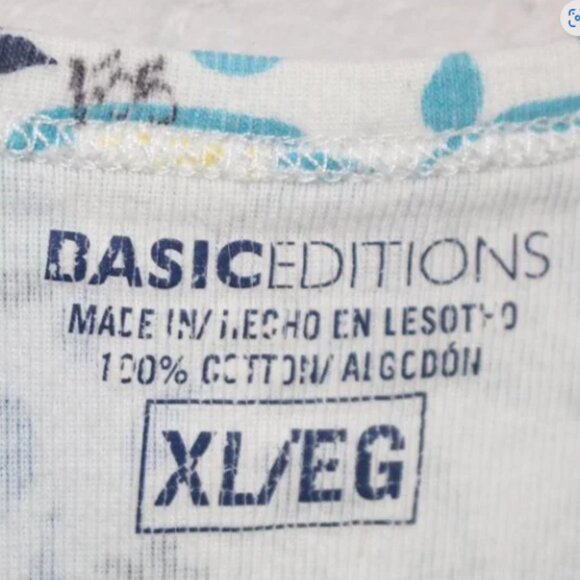 BASICEDITIONS
MADE IN/HECHO EN LESOTHO
100% COTTON/ALGODÓN
XL/EG